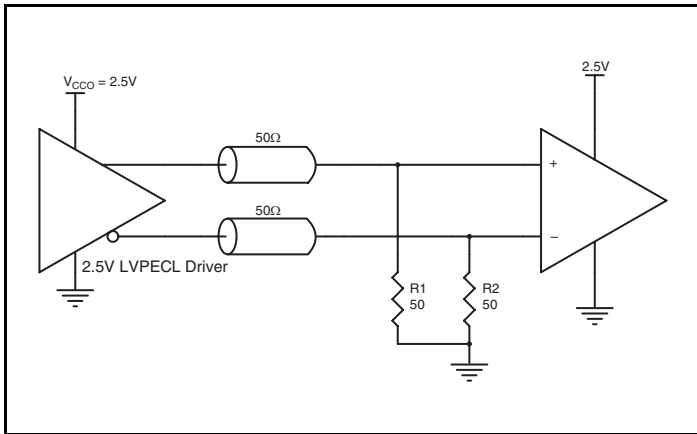 V_CCO = 2.5V
2.5V
50Ω
+
50Ω
–
2.5V LVPECL Driver
R1
50
R2
50